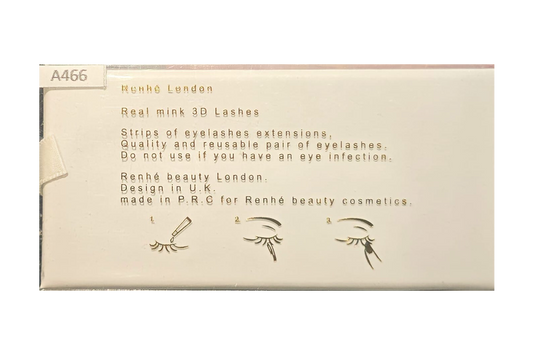 A466
Renhé London
Real mink 3D Lashes
Strips of eyelashes extensions.
Quality and reusable pair of eyelashes.
Do not use if you have an eye infection.
Renhé beauty London.
Design in U.K.
made in P.R.C for Renhé beauty cosmetics.
1. 2. 3.